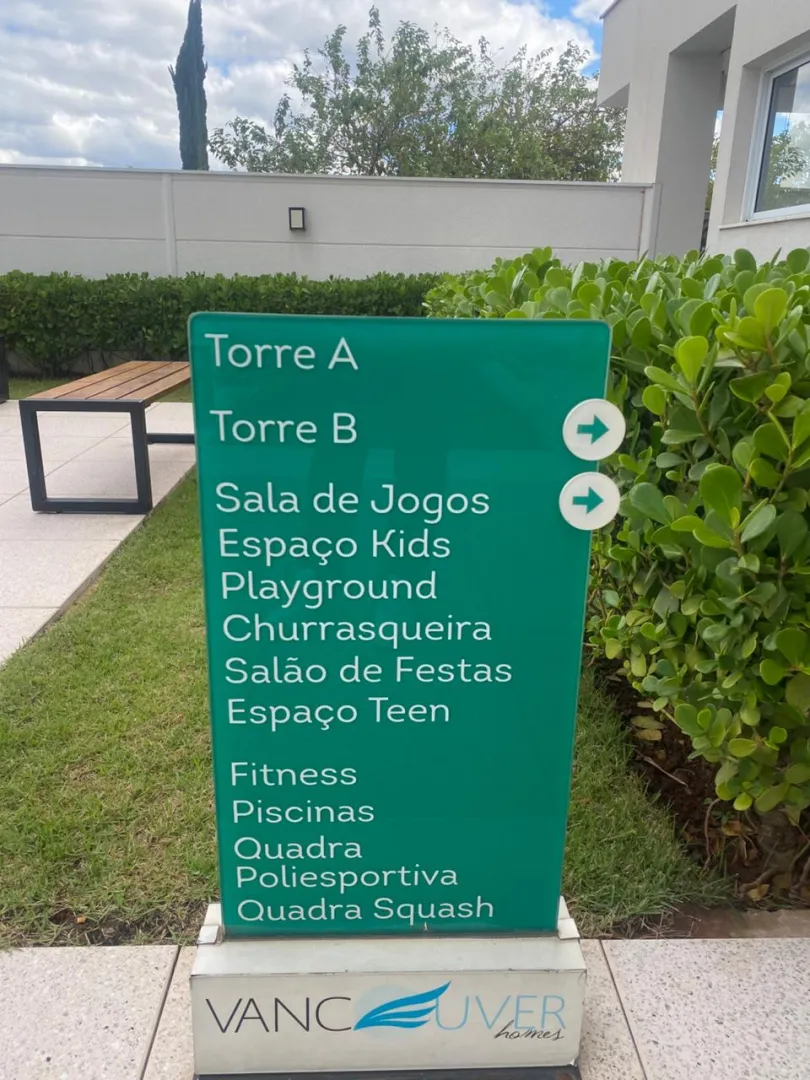 Torre A
Torre B
Sala de Jogos
Espaço Kids
Playground
Churrasqueira
Salão de Festas
Espaço Teen
Fitness
Piscinas
Quadra
Poliesportiva
Quadra Squash
VANCOUVER
homes